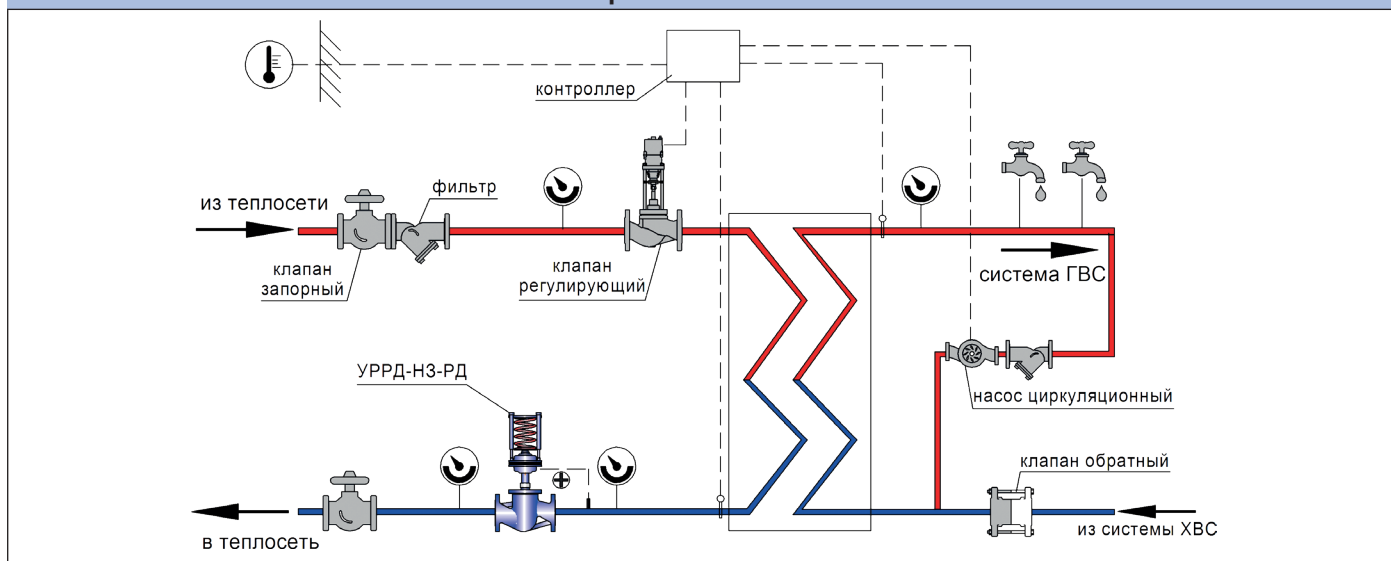 контроллер
фильтр
из теплосети
клапан
запорный
клапан
регулирующий
система ГВС
УРРД-НЗ-РД
насос циркуляционный
клапан обратный
в теплосеть
из системы ХВС